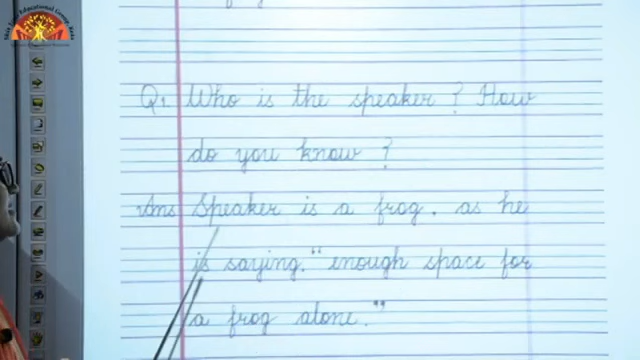 Q1. Who is the speaker ? How
do you know ?
Ans Speaker is a frog. as he
is saying. "enough space for
a frog alone."